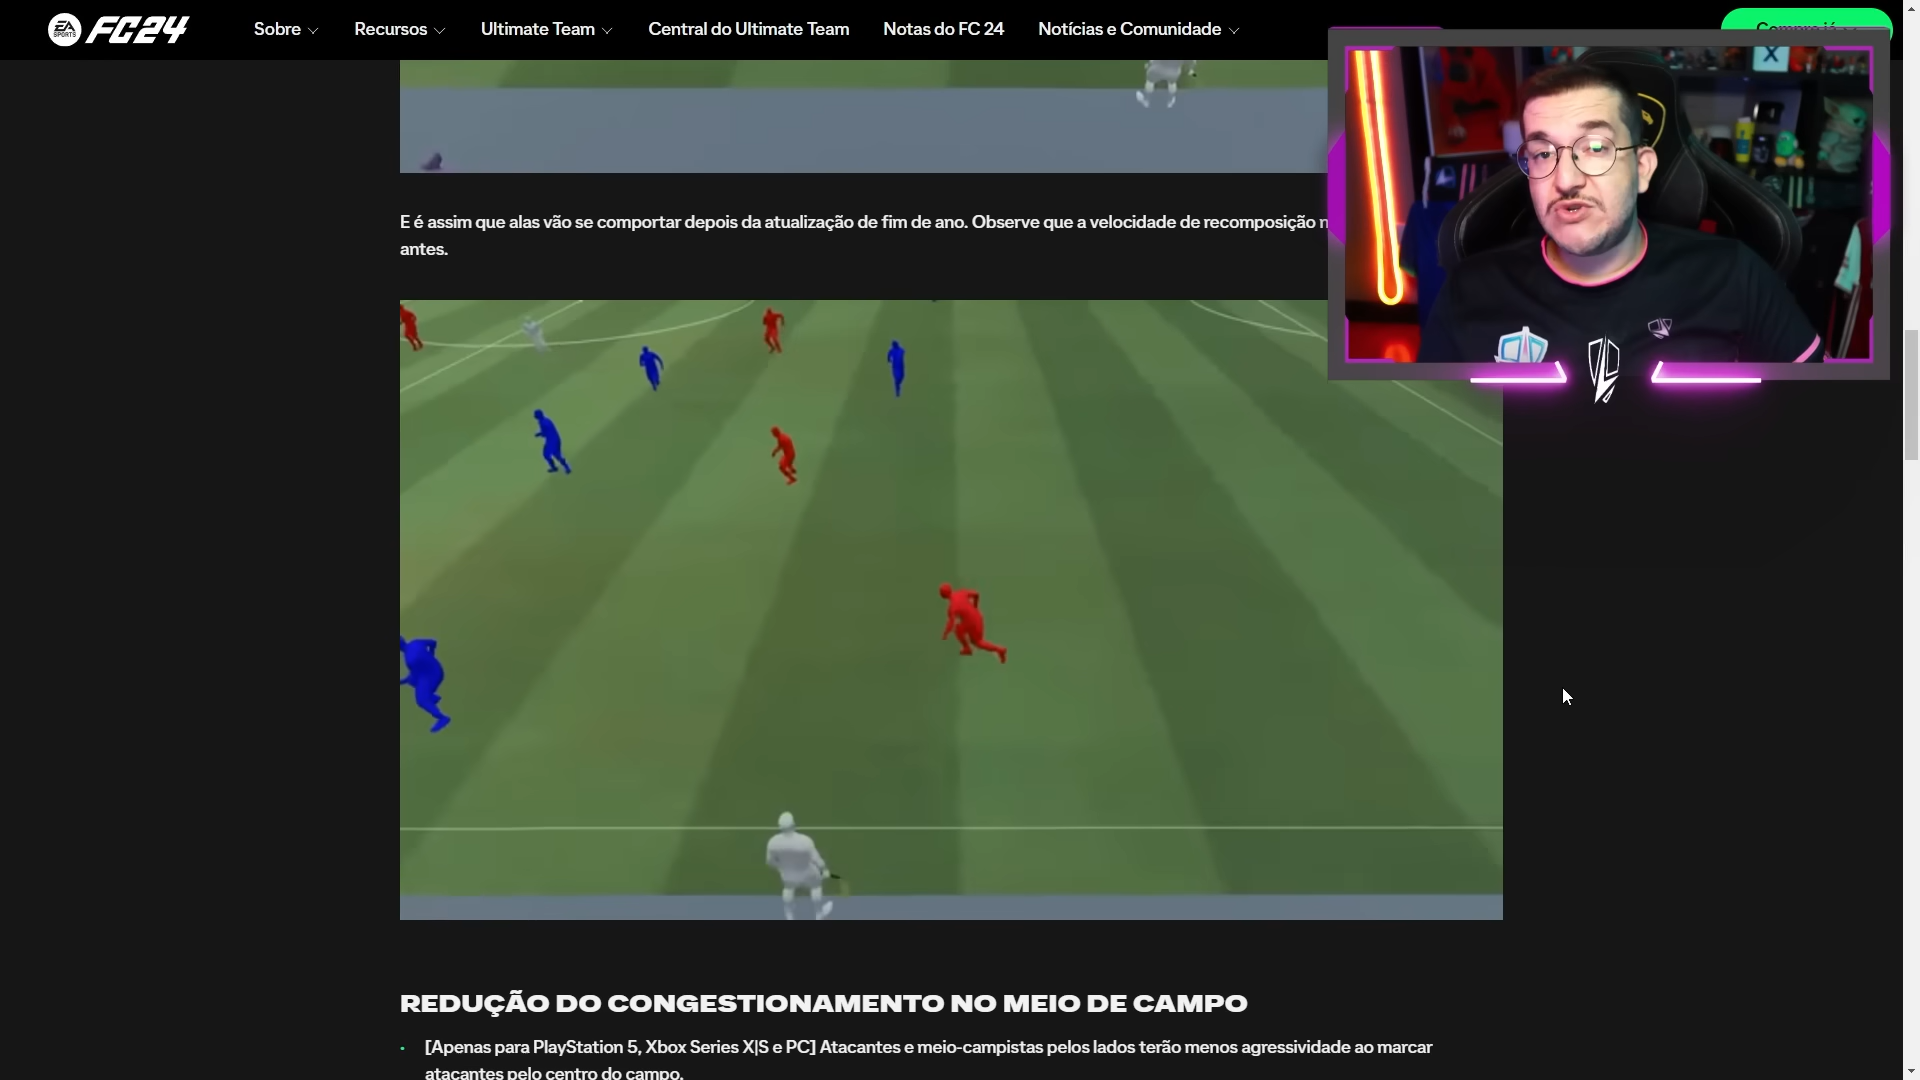 EA SPORTS FC24 Sobre Recursos Ultimate Team Central do Ultimate Team Notas do FC 24 Notícias e Comunidade
E é assim que alas vão se comportar depois da atualização de fim de ano. Observe que a velocidade de recomposição
antes.
REDUÇÃO DO CONGESTIONAMENTO NO MEIO DE CAMPO
• [Apenas para PlayStation 5, Xbox Series X|S e PC] Atacantes e meio-campistas pelos lados terão menos agressividade ao marcar
atacantes pelo centro do campo.